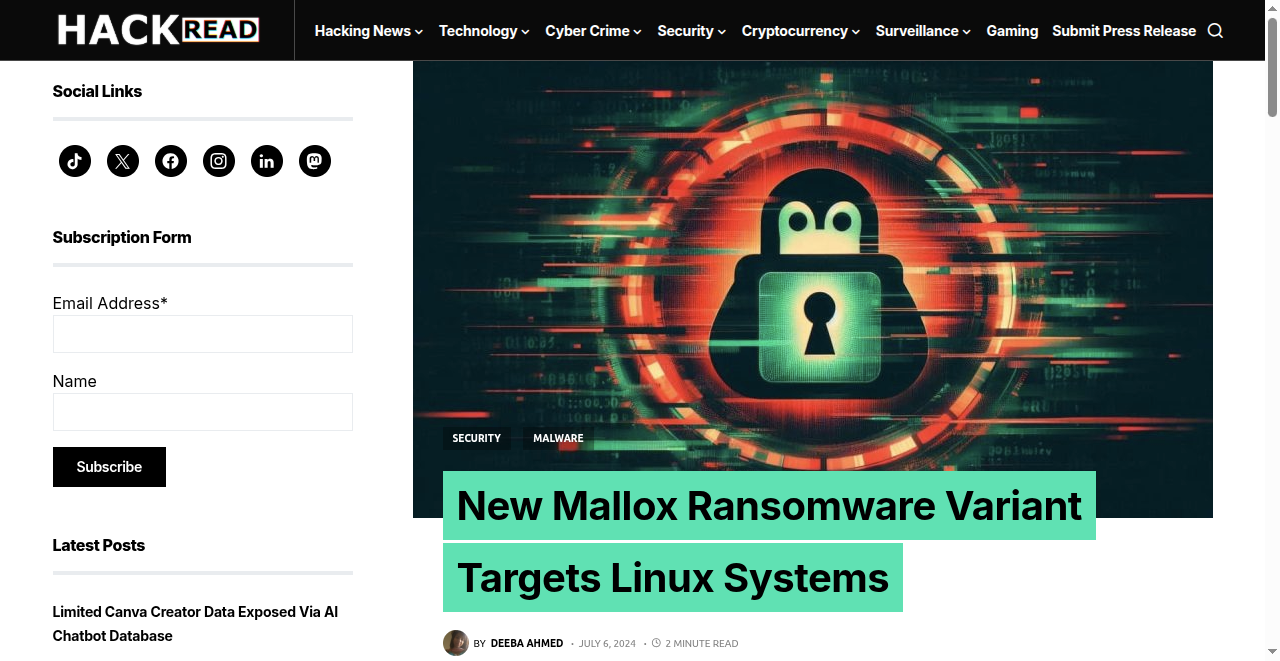 HACK READ
Hacking News Technology Cyber Crime Security Cryptocurrency Surveillance Gaming Submit Press Release
Social Links
Subscription Form
Email Address*
Name
Subscribe
Latest Posts
Limited Canva Creator Data Exposed Via AI
Chatbot Database
SECURITY MALWARE
New Mallox Ransomware Variant
Targets Linux Systems
BY DEEBA AHMED · JULY 6, 2024 · 2 MINUTE READ